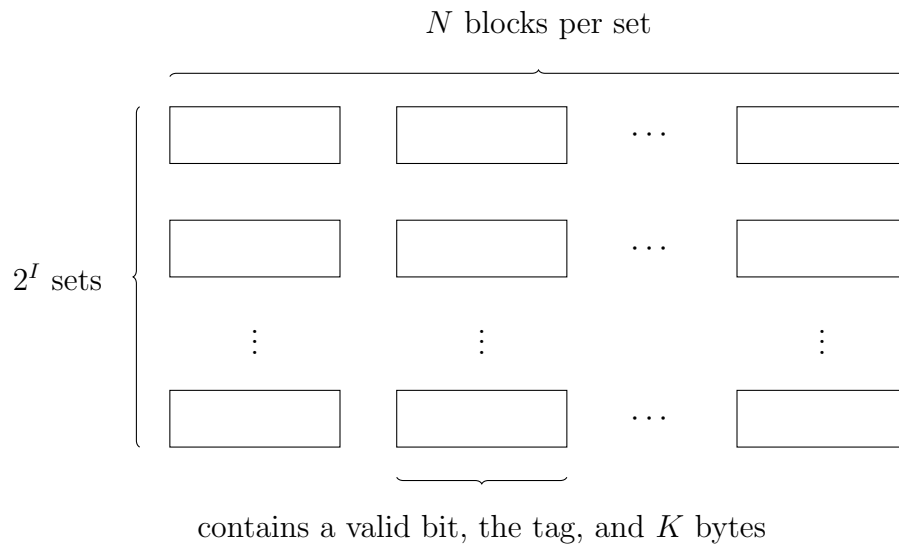 N blocks per set
...
...
2^I sets
⋮ ⋮ ⋮
...
contains a valid bit, the tag, and K bytes